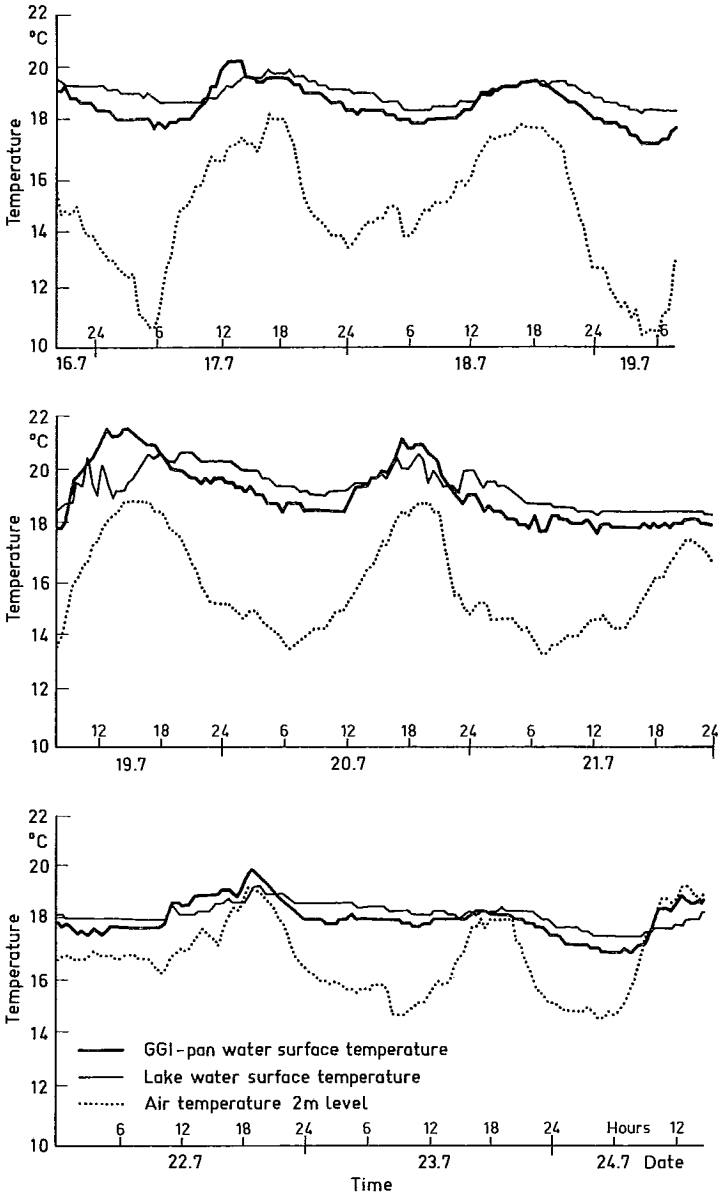 22
°C
20
18
16
14
12
10
Temperature
24 6 12 18 24 6 12 18 24 6
16.7 17.7 18.7 19.7
22
°C
20
18
16
14
12
10
Temperature
12 18 24 6 12 18 24 6 12 18 24
19.7 20.7 21.7
22
°C
20
18
16
14
12
10
Temperature
GGI-pan water surface temperature
Lake water surface temperature
Air temperature 2m level
6 12 18 24 6 12 18 24 Hours 12
22.7 23.7 24.7 Date
Time